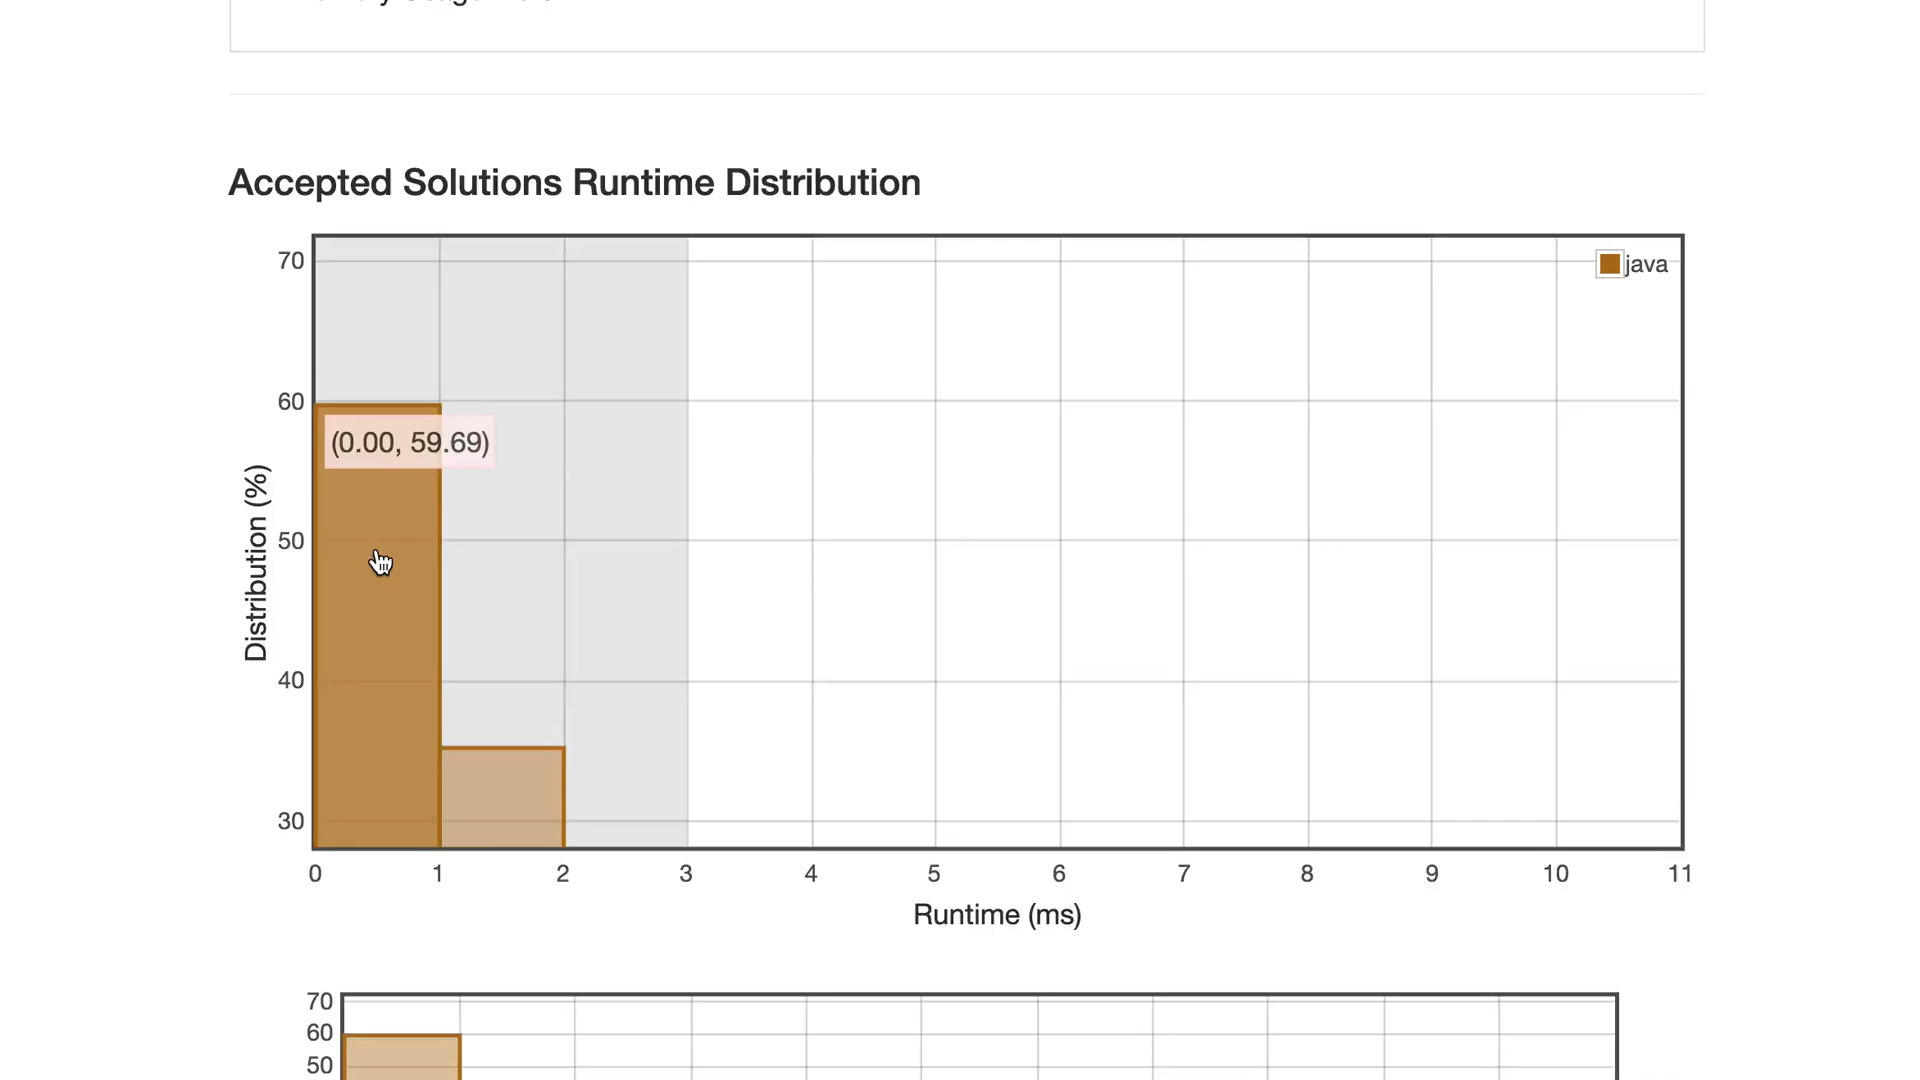 Accepted Solutions Runtime Distribution
70
java
60
(0.00, 59.69)
Distribution (%)
50
40
30
0 1 2 3 4 5 6 7 8 9 10 11
Runtime (ms)
70
60
50